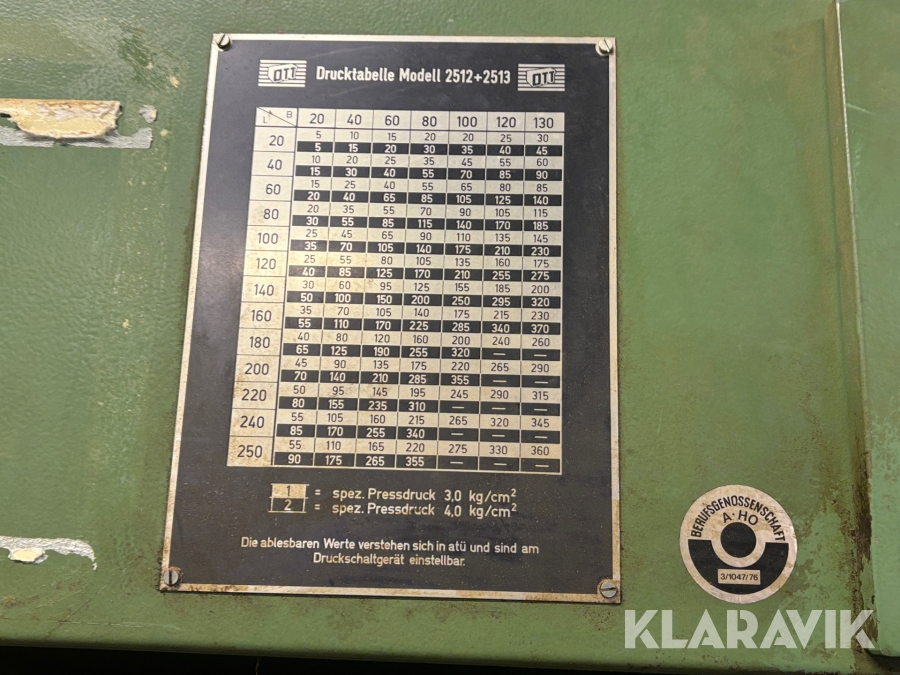 OTT Drucktabelle Modell 2512+2513 OTT
L B 20 40 60 80 100 120 130
20 5 10 15 20 20 25 30
5 15 20 30 35 40 45
40 10 20 25 35 45 55 60
15 30 40 55 70 85 90
60 15 25 40 55 65 80 85
20 40 65 85 105 125 140
80 20 35 55 70 90 105 115
30 55 85 115 140 170 185
100 25 45 65 90 110 135 145
35 70 105 140 175 210 230
120 25 55 80 105 135 160 175
40 85 125 170 210 255 275
140 30 60 95 125 155 185 200
50 100 150 200 250 295 320
160 35 70 105 140 175 215 230
55 110 170 225 285 340 370
180 40 80 120 160 200 240 260
65 125 190 255 320 — —
200 45 90 135 175 220 265 290
70 140 210 285 355 — —
220 50 95 145 195 245 290 315
80 155 235 310 — — —
240 55 105 160 215 265 320 345
85 170 255 340 — — —
250 55 110 165 220 275 330 360
90 175 265 355 — — —
1 = spez. Pressdruck 3,0 kg/cm²
2 = spez. Pressdruck 4,0 kg/cm²
Die ablesbaren Werte verstehen sich in atü und sind am
Druckschaltgerät einstellbar.
BERUFSGENOSSENSCHAFT
A·HO
3/1047/76
KLARAVIK